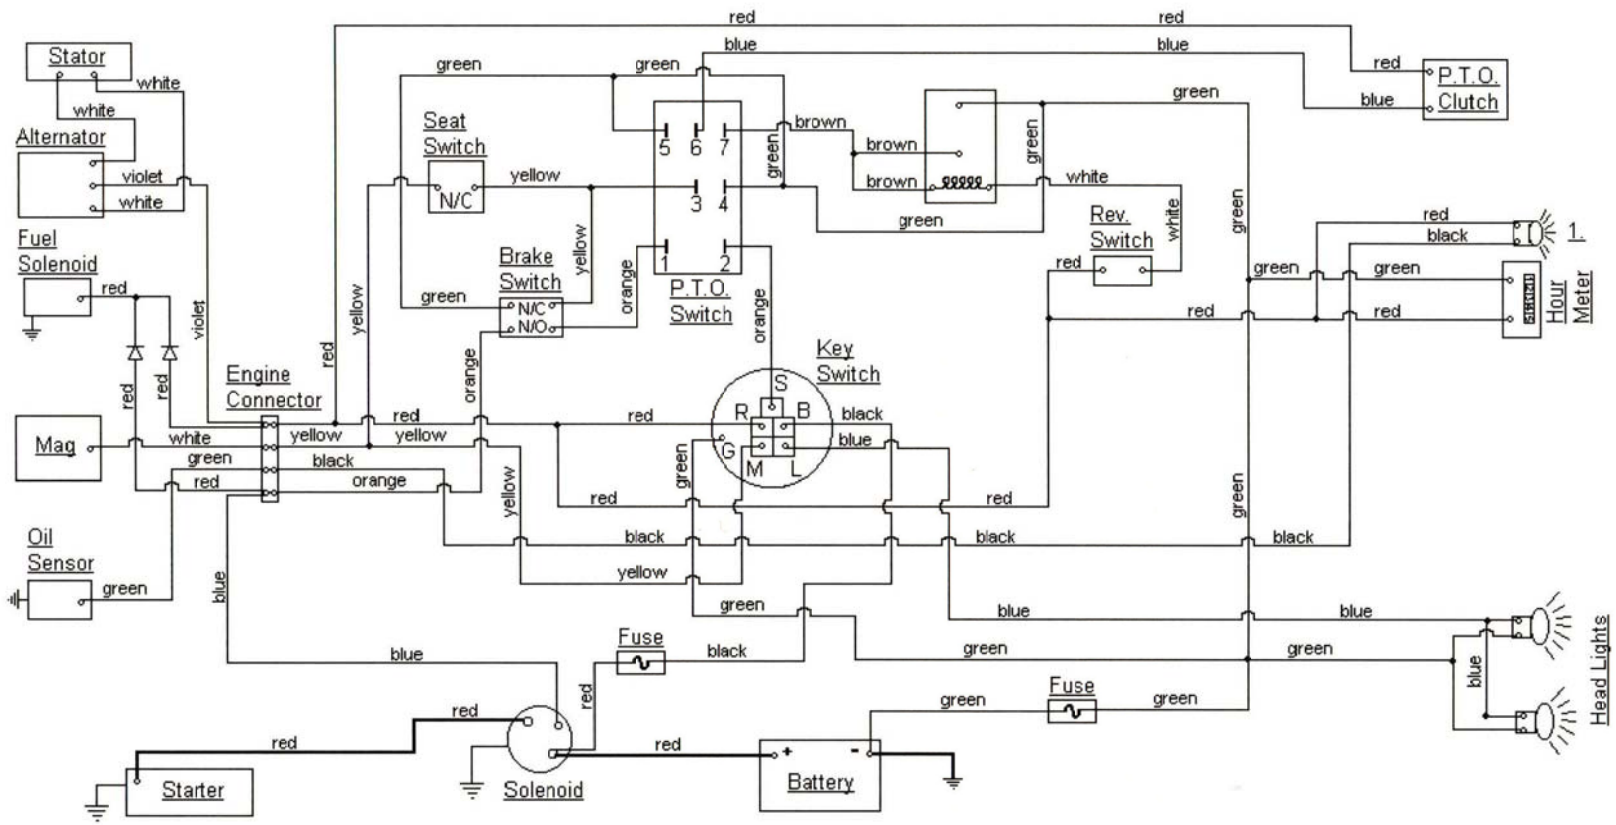 red
red
blue
blue
Stator
white
white
green
green
red
P.T.O.
Clutch
blue
green
Alternator
violet
white
Seat
Switch
N/C
yellow
5
6
7
3
4
1
2
P.T.O.
Switch
brown
brown
brown
green
green
green
white
white
green
Rev.
Switch
red
red
black
1.
Fuel
Solenoid
red
violet
yellow
Brake
Switch
N/C
N/O
green
yellow
orange
orange
orange
green
green
Hour
Meter
red
red
red
red
red
Key
Switch
S
R
B
G
M
L
black
blue
Engine
Connector
Mag
white
green
red
red
yellow
yellow
black
orange
red
yellow
green
red
red
green
black
black
black
Oil
Sensor
green
blue
yellow
green
blue
blue
blue
Head Lights
Fuse
black
blue
green
green
red
Fuse
green
green
red
red
red
Starter
Solenoid
+
-
Battery